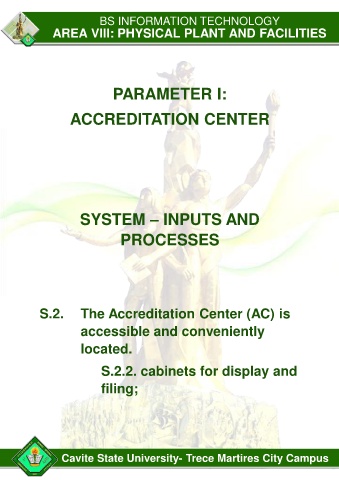 BS INFORMATION TECHNOLOGY
AREA VIII: PHYSICAL PLANT AND FACILITIES
PARAMETER I:
ACCREDITATION CENTER
SYSTEM – INPUTS AND
PROCESSES
S.2. The Accreditation Center (AC) is
accessible and conveniently
located.
S.2.2. cabinets for display and
filing;
Cavite State University- Trece Martires City Campus